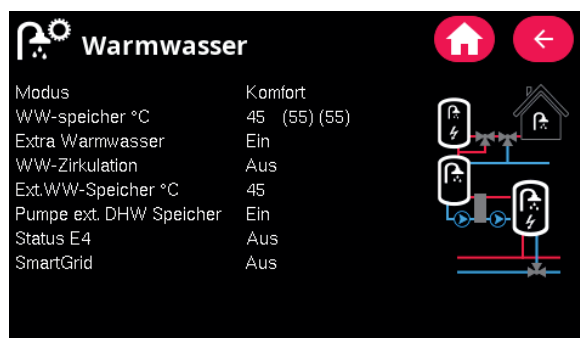 Warmwasser
Modus Komfort
WW-speicher °C 45 (55) (55)
Extra Warmwasser Ein
WW-Zirkulation Aus
Ext.WW-Speicher °C 45
Pumpe ext. DHW Speicher Ein
Status E4 Aus
SmartGrid Aus